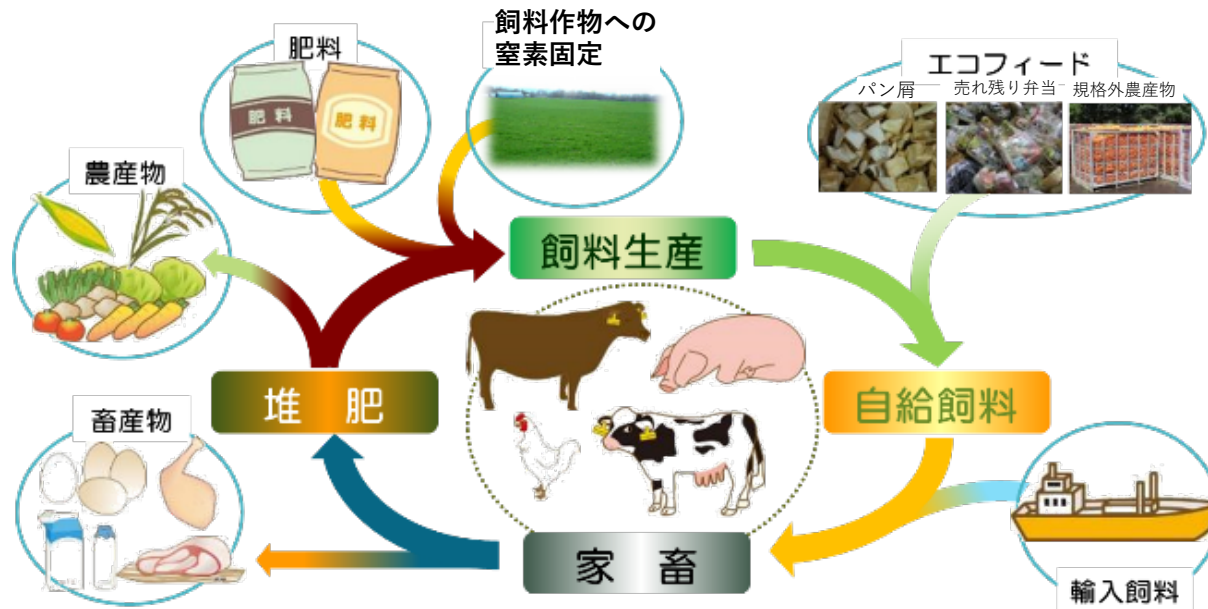 飼料作物への
窒素固定
肥料
肥料
肥料
エコフィード
パン屑
売れ残り弁当
規格外農産物
農産物
飼料生産
堆 肥
自給飼料
畜産物
家 畜
輸入飼料